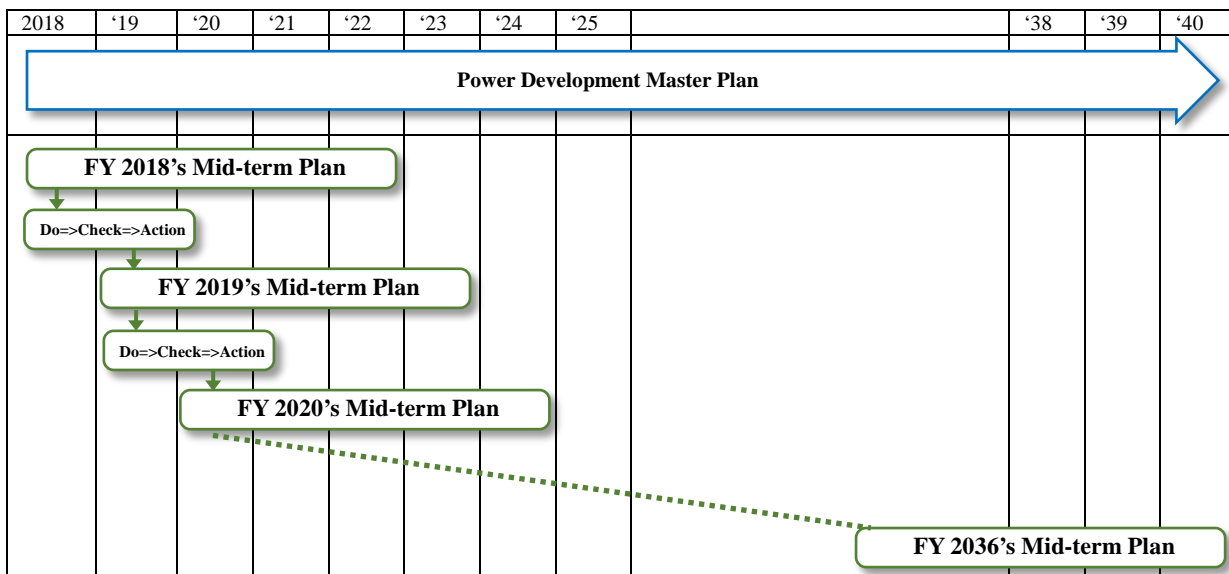 2018 ‘19 ‘20 ‘21 ‘22 ‘23 ‘24 ‘25 ‘38 ‘39 ‘40
Power Development Master Plan
FY 2018’s Mid-term Plan
Do=>Check=>Action
FY 2019’s Mid-term Plan
Do=>Check=>Action
FY 2020’s Mid-term Plan
FY 2036’s Mid-term Plan